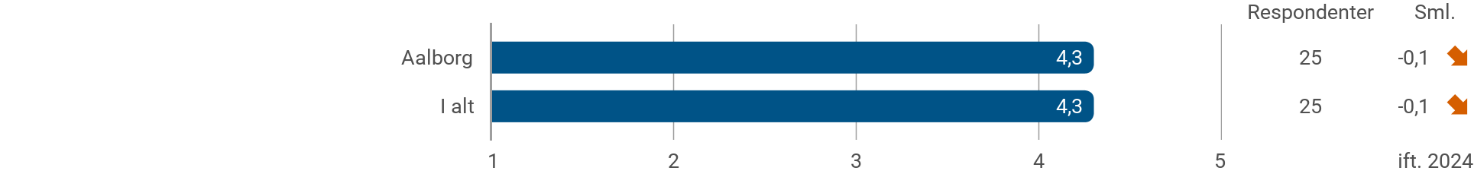 Respondenter Sml.
Aalborg 4,3 25 -0,1
I alt 4,3 25 -0,1
1 2 3 4 5 ift. 2024